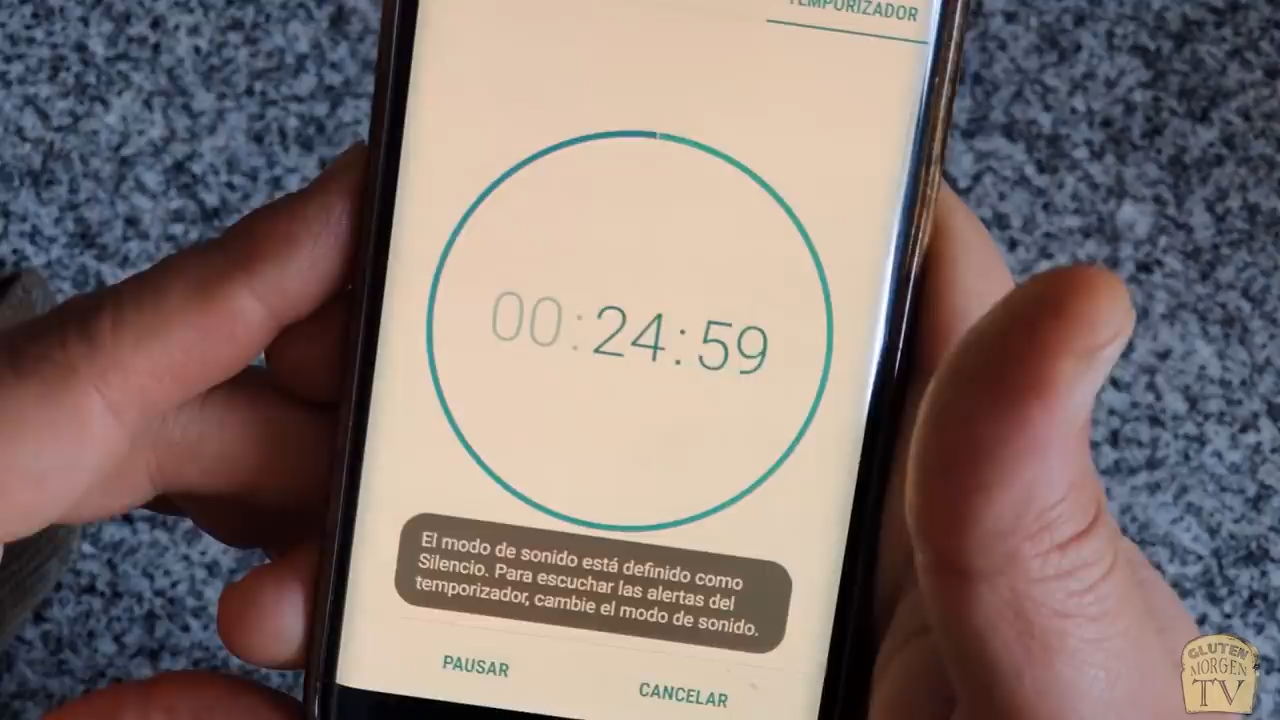 TEMPORIZADOR
00:24:59
El modo de sonido está definido como
Silencio. Para escuchar las alertas del
temporizador, cambie el modo de sonido.
PAUSAR
CANCELAR
GLUTEN
MORGEN
TV